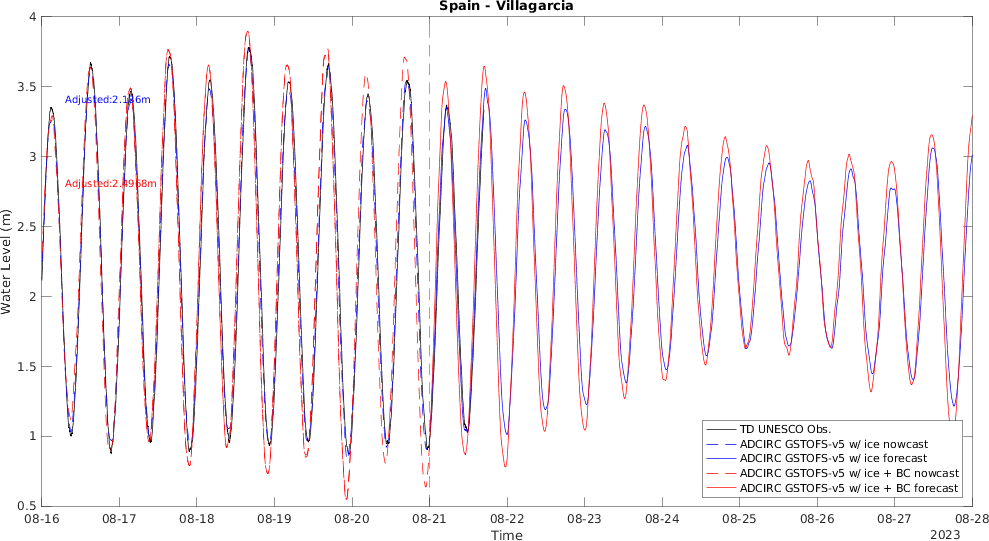 Spain - Villagarcia
4
3.5
3
2.5
2
1.5
1
0.5
Water Level (m)
Adjusted:2.186m
Adjusted:2.4968m
TD UNESCO Obs.
ADCIRC GSTOFS-v5 w/ ice nowcast
ADCIRC GSTOFS-v5 w/ ice forecast
ADCIRC GSTOFS-v5 w/ ice + BC nowcast
ADCIRC GSTOFS-v5 w/ ice + BC forecast
08-16 08-17 08-18 08-19 08-20 08-21 08-22 08-23 08-24 08-25 08-26 08-27 08-28
Time
2023